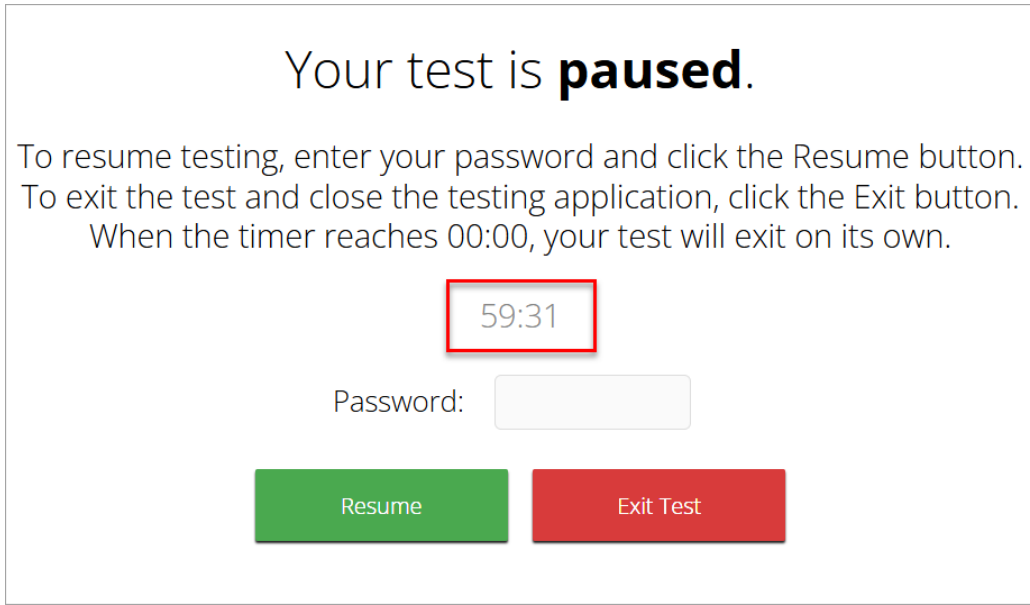 Your test is paused.
To resume testing, enter your password and click the Resume button.
To exit the test and close the testing application, click the Exit button.
When the timer reaches 00:00, your test will exit on its own.
59:31
Password:
Resume Exit Test